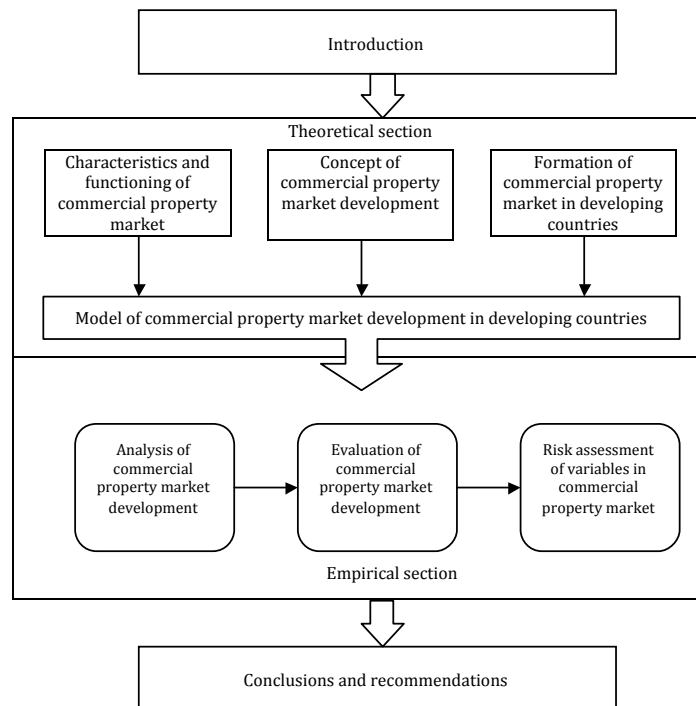 Introduction
Theoretical section
Characteristics and
functioning of
commercial property
market
Concept of
commercial property
market development
Formation of
commercial property
market in developing
countries
Model of commercial property market development in developing countries
Analysis of
commercial
property market
development
Evaluation of
commercial
property market
development
Risk assessment
of variables in
commercial
property market
Empirical section
Conclusions and recommendations